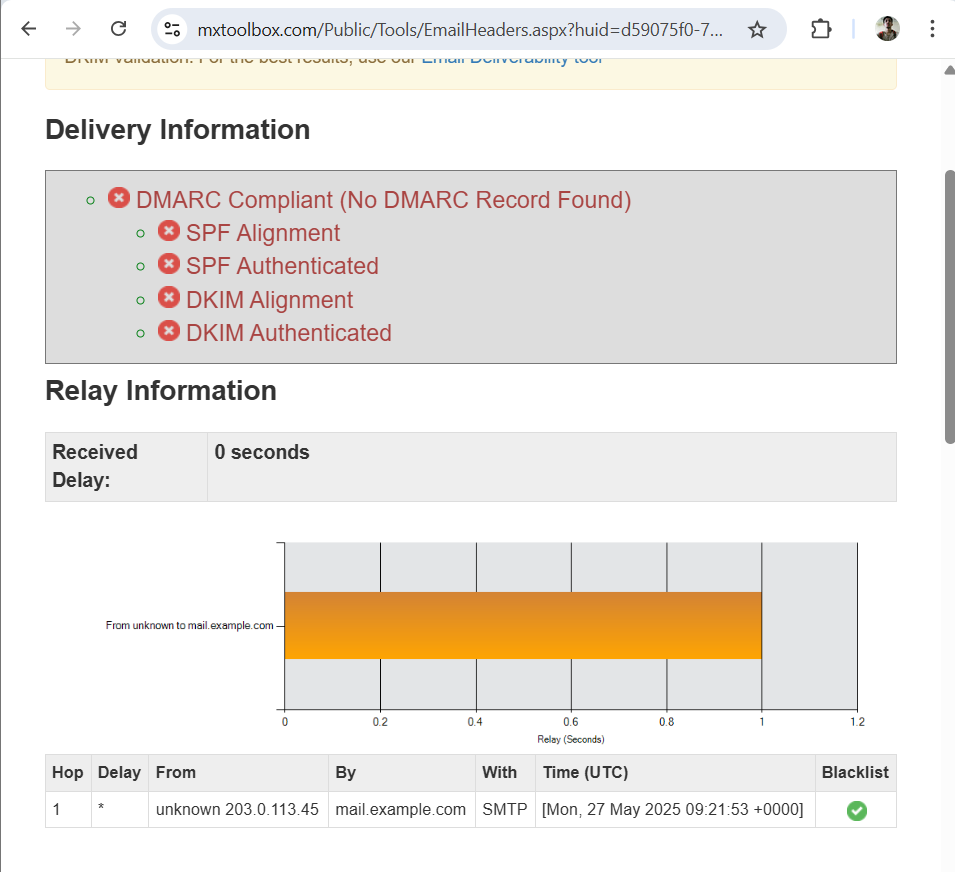 mxtoolbox.com/Public/Tools/EmailHeaders.aspx?huid=d59075f0-7...
DKIM validation. For the best results, use our Email Deliverability tool
Delivery Information
DMARC Compliant (No DMARC Record Found)
SPF Alignment
SPF Authenticated
DKIM Alignment
DKIM Authenticated
Relay Information
Received Delay: 0 seconds
From unknown to mail.example.com
0 0.2 0.4 0.6 0.8 1 1.2
Relay (Seconds)
Hop Delay From By With Time (UTC) Blacklist
1 * unknown 203.0.113.45 mail.example.com SMTP [Mon, 27 May 2025 09:21:53 +0000]